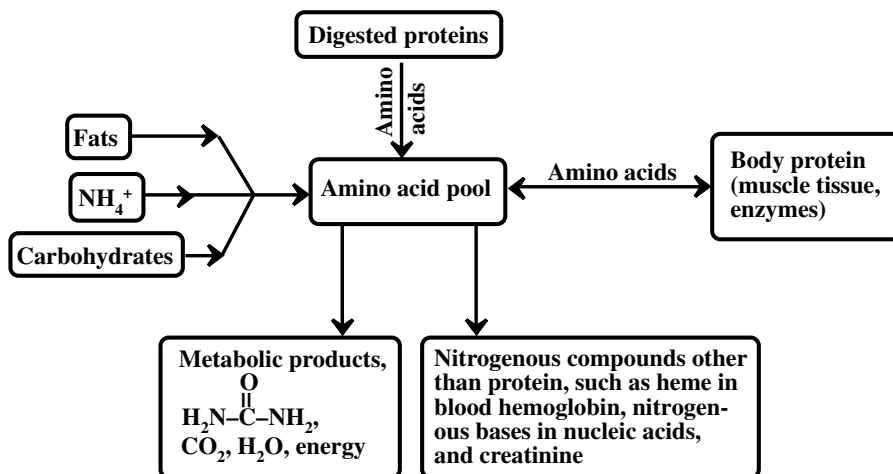 Digested proteins
Amino
acids
Fats
NH₄⁺
Carbohydrates
Amino acid pool
Amino acids
Body protein
(muscle tissue,
enzymes)
Metabolic products,
O
H₂N–C–NH₂,
CO₂, H₂O, energy
Nitrogenous compounds other
than protein, such as heme in
blood hemoglobin, nitrogen-
ous bases in nucleic acids,
and creatinine